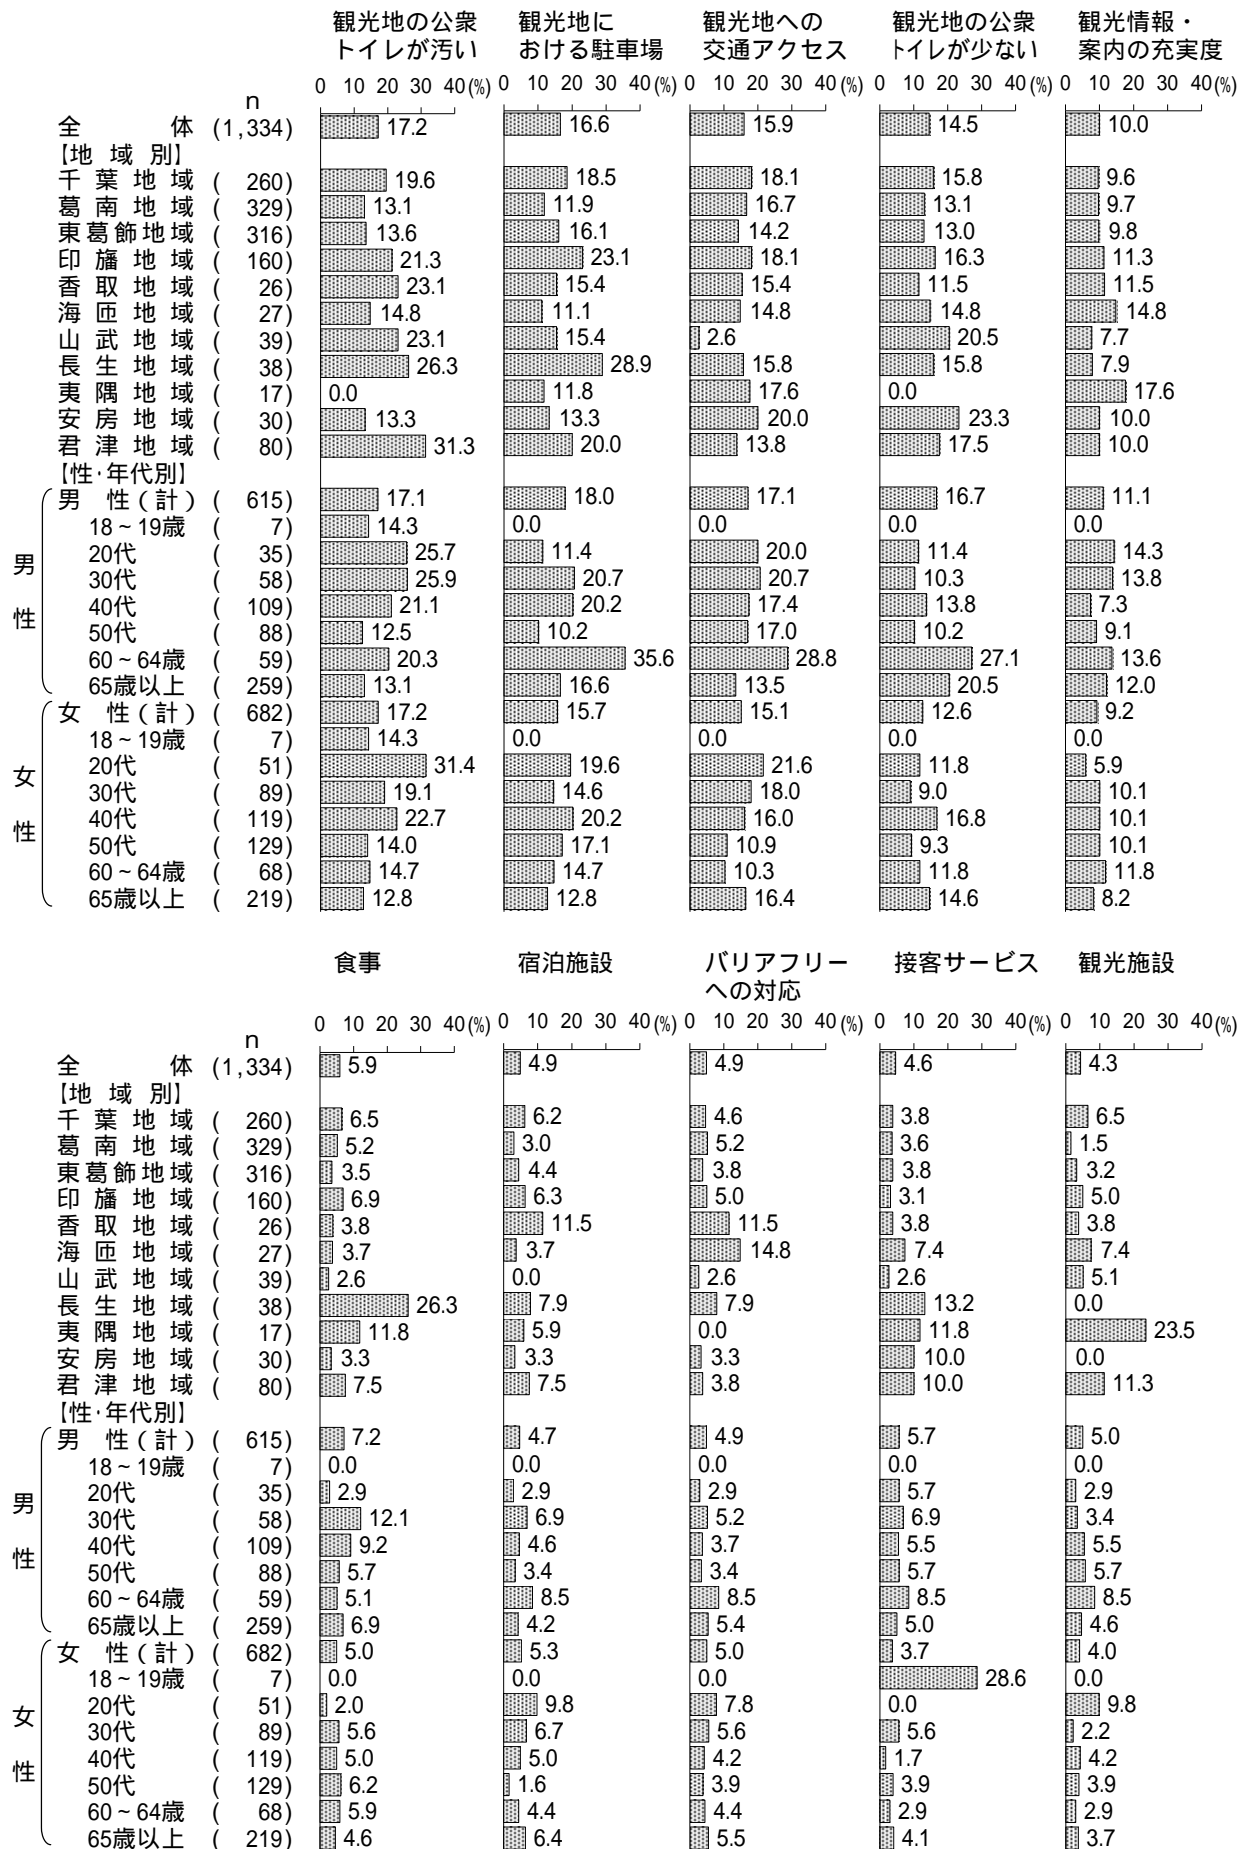 観光地の公衆トイレが汚い 観光地における駐車場 観光地への交通アクセス 観光地の公衆トイレが少ない 観光情報・案内の充実度
0 10 20 30 40(%) 0 10 20 30 40(%) 0 10 20 30 40(%) 0 10 20 30 40(%) 0 10 20 30 40(%)
n
全体 (1,334) 17.2 16.6 15.9 14.5 10.0
【地域別】
千葉地域 (260) 19.6 18.5 18.1 15.8 9.6
葛南地域 (329) 13.1 11.9 16.7 13.1 9.7
東葛飾地域 (316) 13.6 16.1 14.2 13.0 9.8
印旛地域 (160) 21.3 23.1 18.1 16.3 11.3
香取地域 (26) 23.1 15.4 15.4 11.5 11.5
海匝地域 (27) 14.8 11.1 14.8 14.8 14.8
山武地域 (39) 23.1 15.4 2.6 20.5 7.7
長生地域 (38) 26.3 28.9 15.8 15.8 7.9
夷隅地域 (17) 0.0 11.8 17.6 0.0 17.6
安房地域 (30) 13.3 13.3 20.0 23.3 10.0
君津地域 (80) 31.3 20.0 13.8 17.5 10.0
【性・年代別】
男性
男性(計) (615) 17.1 18.0 17.1 16.7 11.1
18~19歳 (7) 14.3 0.0 0.0 0.0 0.0
20代 (35) 25.7 11.4 20.0 11.4 14.3
30代 (58) 25.9 20.7 20.7 10.3 13.8
40代 (109) 21.1 20.2 17.4 13.8 7.3
50代 (88) 12.5 10.2 17.0 10.2 9.1
60~64歳 (59) 20.3 35.6 28.8 27.1 13.6
65歳以上 (259) 13.1 16.6 13.5 20.5 12.0
女性
女性(計) (682) 17.2 15.7 15.1 12.6 9.2
18~19歳 (7) 14.3 0.0 0.0 0.0 0.0
20代 (51) 31.4 19.6 21.6 11.8 5.9
30代 (89) 19.1 14.6 18.0 9.0 10.1
40代 (119) 22.7 20.2 16.0 16.8 10.1
50代 (129) 14.0 17.1 10.9 9.3 10.1
60~64歳 (68) 14.7 14.7 10.3 11.8 11.8
65歳以上 (219) 12.8 12.8 16.4 14.6 8.2
食事 宿泊施設 バリアフリーへの対応 接客サービス 観光施設
0 10 20 30 40(%) 0 10 20 30 40(%) 0 10 20 30 40(%) 0 10 20 30 40(%) 0 10 20 30 40(%)
n
全体 (1,334) 5.9 4.9 4.9 4.6 4.3
【地域別】
千葉地域 (260) 6.5 6.2 4.6 3.8 6.5
葛南地域 (329) 5.2 3.0 5.2 3.6 1.5
東葛飾地域 (316) 3.5 4.4 3.8 3.8 3.2
印旛地域 (160) 6.9 6.3 5.0 3.1 5.0
香取地域 (26) 3.8 11.5 11.5 3.8 3.8
海匝地域 (27) 3.7 3.7 14.8 7.4 7.4
山武地域 (39) 2.6 0.0 2.6 2.6 5.1
長生地域 (38) 26.3 7.9 7.9 13.2 0.0
夷隅地域 (17) 11.8 5.9 0.0 11.8 23.5
安房地域 (30) 3.3 3.3 3.3 10.0 0.0
君津地域 (80) 7.5 7.5 3.8 10.0 11.3
【性・年代別】
男性
男性(計) (615) 7.2 4.7 4.9 5.7 5.0
18~19歳 (7) 0.0 0.0 0.0 0.0 0.0
20代 (35) 2.9 2.9 2.9 5.7 2.9
30代 (58) 12.1 6.9 5.2 6.9 3.4
40代 (109) 9.2 4.6 3.7 5.5 5.5
50代 (88) 5.7 3.4 3.4 5.7 5.7
60~64歳 (59) 5.1 8.5 8.5 8.5 8.5
65歳以上 (259) 6.9 4.2 5.4 5.0 4.6
女性
女性(計) (682) 5.0 5.3 5.0 3.7 4.0
18~19歳 (7) 0.0 0.0 0.0 28.6 0.0
20代 (51) 2.0 9.8 7.8 0.0 9.8
30代 (89) 5.6 6.7 5.6 5.6 2.2
40代 (119) 5.0 5.0 4.2 1.7 4.2
50代 (129) 6.2 1.6 3.9 3.9 3.9
60~64歳 (68) 5.9 4.4 4.4 2.9 2.9
65歳以上 (219) 4.6 6.4 5.5 4.1 3.7